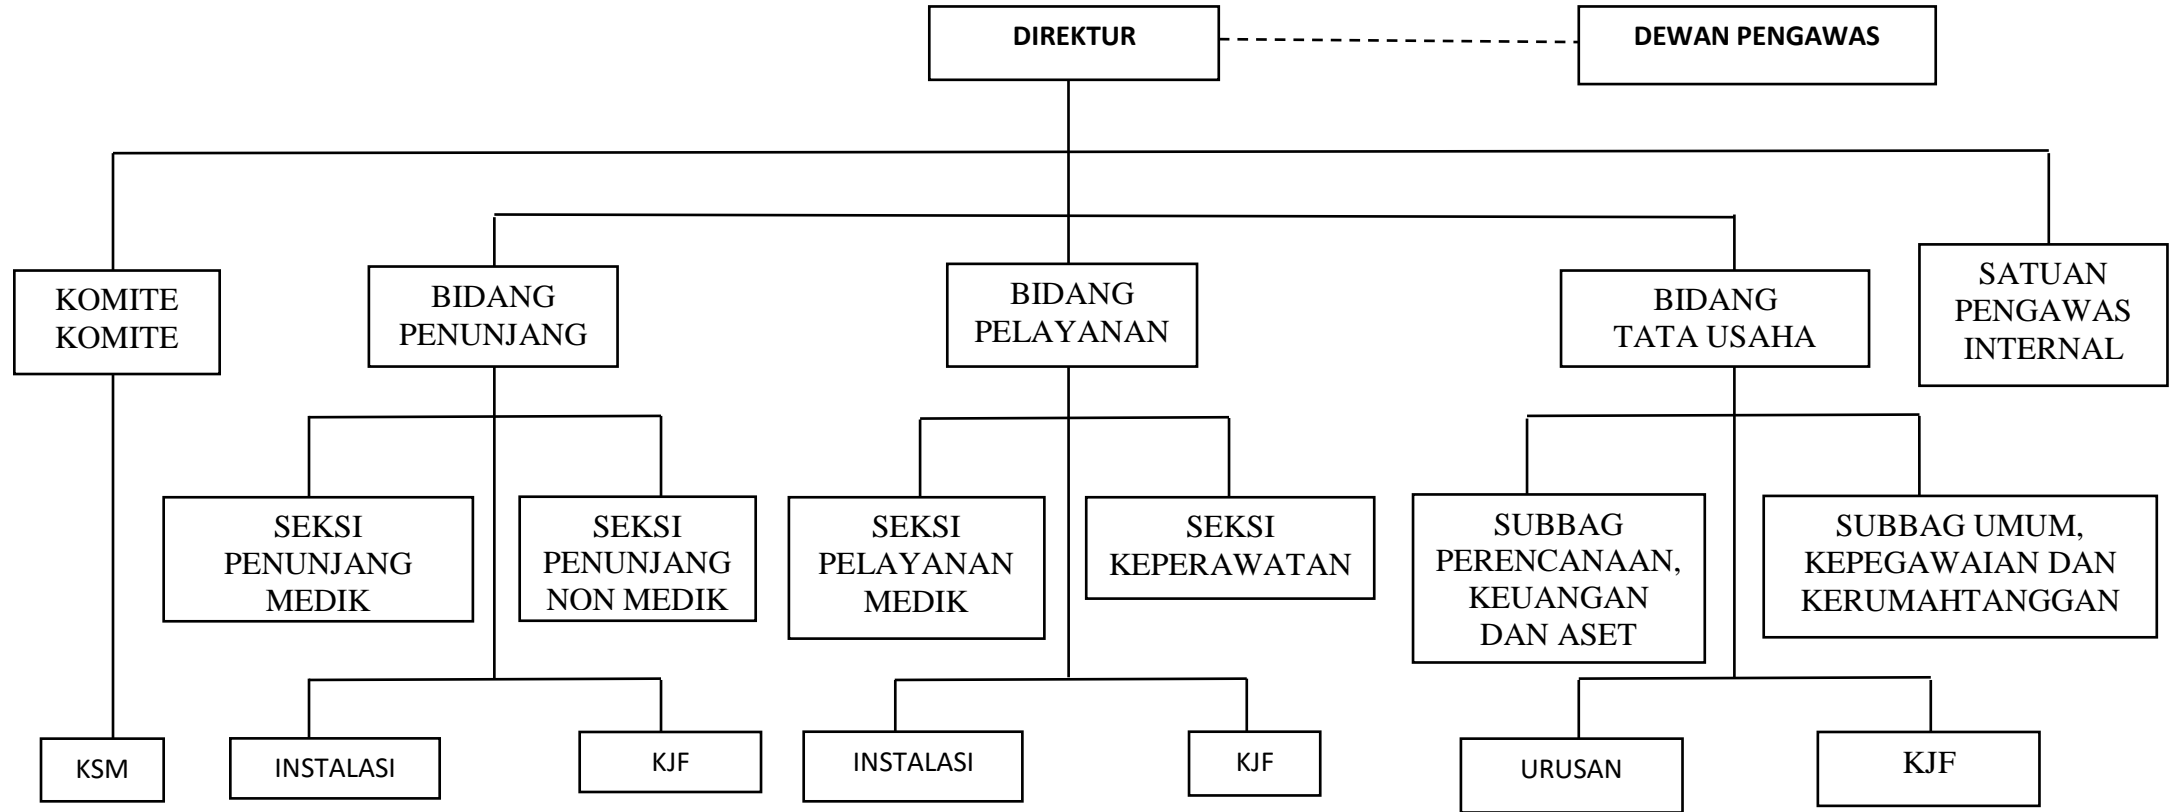 DIREKTUR
DEWAN PENGAWAS
KOMITE
KOMITE
BIDANG
PENUNJANG
BIDANG
PELAYANAN
BIDANG
TATA USAHA
SATUAN
PENGAWAS
INTERNAL
SEKSI
PENUNJANG
MEDIK
SEKSI
PENUNJANG
NON MEDIK
SEKSI
PELAYANAN
MEDIK
SEKSI
KEPERAWATAN
SUBBAG
PERENCANAAN,
KEUANGAN
DAN ASET
SUBBAG UMUM,
KEPEGAWAIAN DAN
KERUMAHTANGGAN
KSM
INSTALASI
KJF
INSTALASI
KJF
URUSAN
KJF